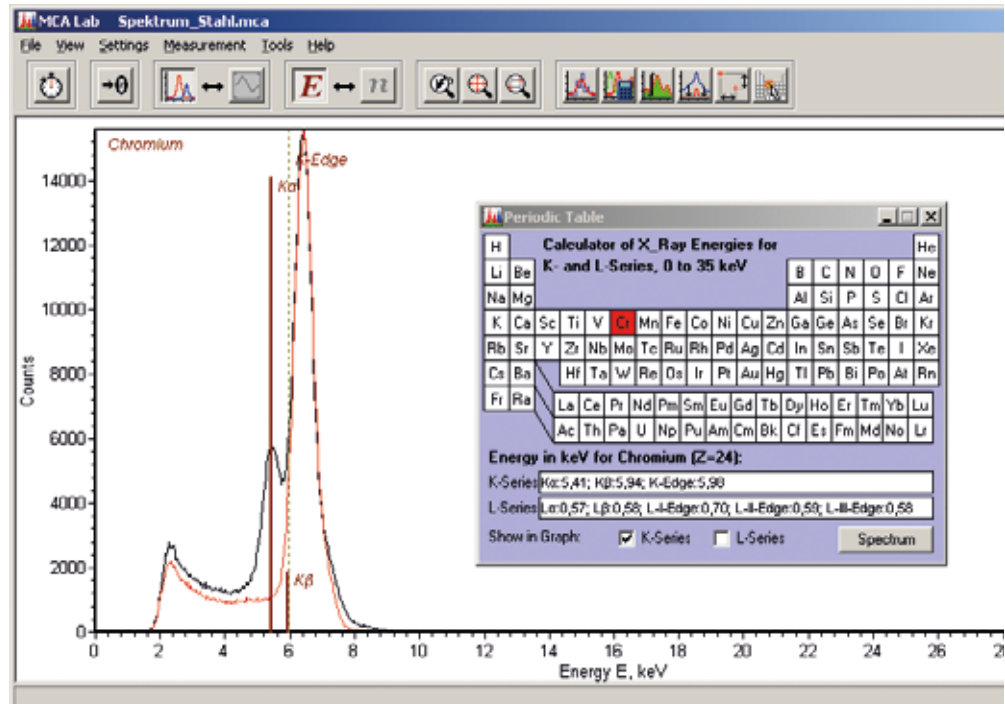 MCA Lab Spektrum_Stahl.mca
File View Settings Measurement Tools Help
→0 ↔ E ↔ n
Chromium
K-Edge
Kα
Kβ
14000
12000
10000
8000
6000
4000
2000
0
Counts
0 2 4 6 8 10 12 14 16 18 20 22 24 26 28
Energy E, keV
Periodic Table
Calculator of X_Ray Energies for
K- and L-Series, 0 to 35 keV
H He
Li Be B C N O F Ne
Na Mg Al Si P S Cl Ar
K Ca Sc Ti V Cr Mn Fe Co Ni Cu Zn Ga Ge As Se Br Kr
Rb Sr Y Zr Nb Mo Tc Ru Rh Pd Ag Cd In Sn Sb Te I Xe
Cs Ba Hf Ta W Re Os Ir Pt Au Hg Tl Pb Bi Po At Rn
Fr Ra
La Ce Pr Nd Pm Sm Eu Gd Tb Dy Ho Er Tm Yb Lu
Ac Th Pa U Np Pu Am Cm Bk Cf Es Fm Md No Lr
Energy in keV for Chromium (Z=24):
K-Series Kα:5,41; Kβ:5,94; K-Edge:5,98
L-Series Lα:0,57; Lβ:0,58; L-I-Edge:0,70; L-II-Edge:0,59; L-III-Edge:0,58
Show in Graph: K-Series L-Series Spectrum